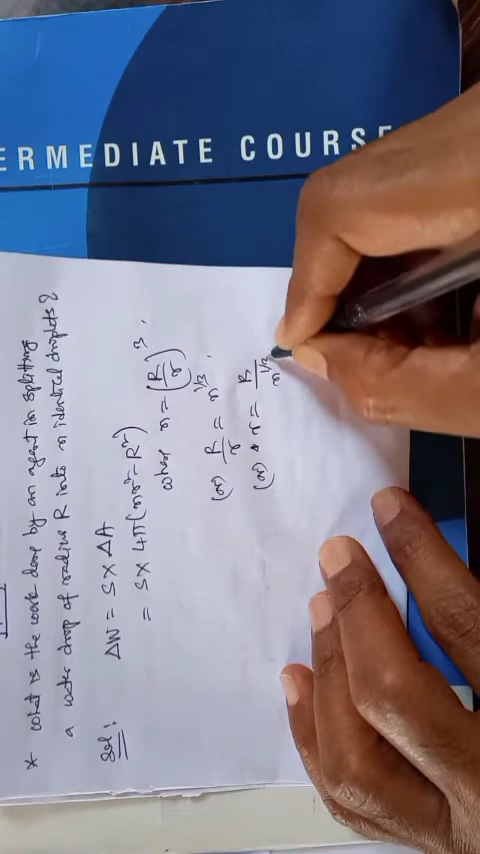 ERMEDIATE COURSE
* What is the work done by an agent in splitting
a water drop of radius R into n identical droplets?
Sol: ΔW = S × ΔA
= S × 4π(nr² − R²)
where n = (R/r)³.
(or) R/r = n^1/3.
(or) r = R/n^1/3